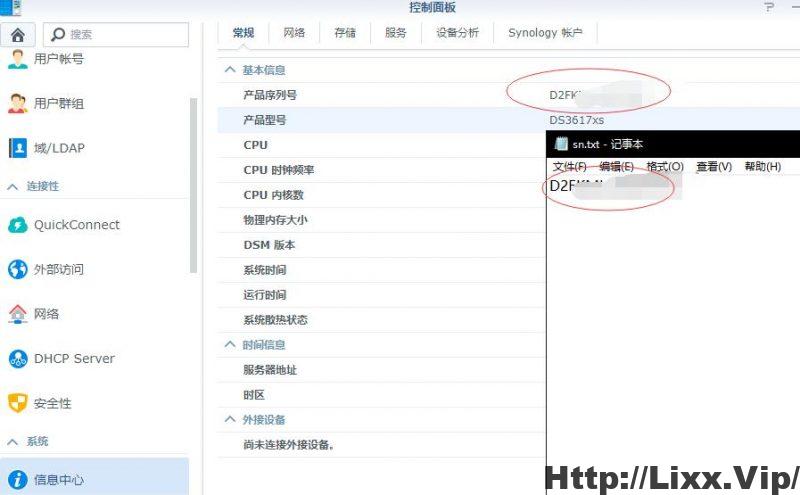 控制面板
?
搜索
常规 网络 存储 服务 设备分析 Synology 帐户
用户帐号
用户群组
域/LDAP
连接性
QuickConnect
外部访问
网络
DHCP Server
安全性
系统
信息中心
基本信息
产品序列号 D2FK
产品型号 DS3617xs
CPU
CPU 时钟频率
CPU 内核数
物理内存大小
DSM 版本
系统时间
运行时间
系统散热状态
时间信息
服务器地址
时区
外接设备
尚未连接外接设备。
sn.txt - 记事本
文件(F) 编辑(E) 格式(O) 查看(V) 帮助(H)
Http://Lixx.Vip/